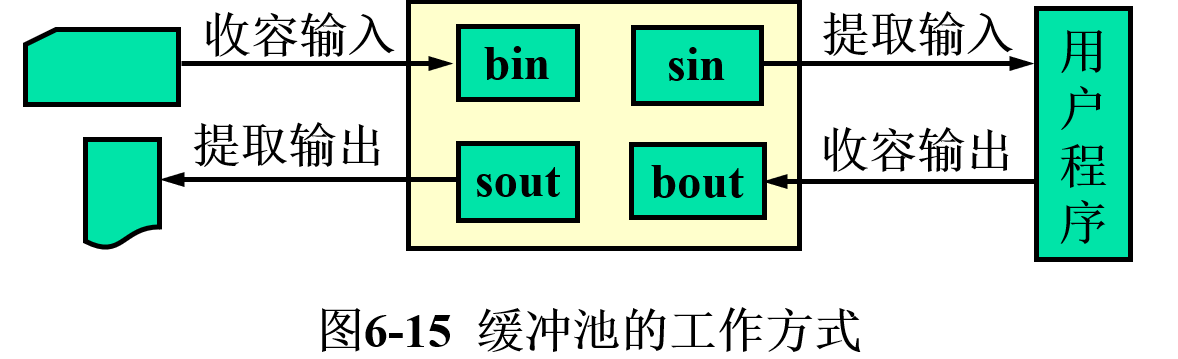 收容输入
bin
sin
提取输入
提取输出
sout
bout
收容输出
用户程序
图6-15 缓冲池的工作方式